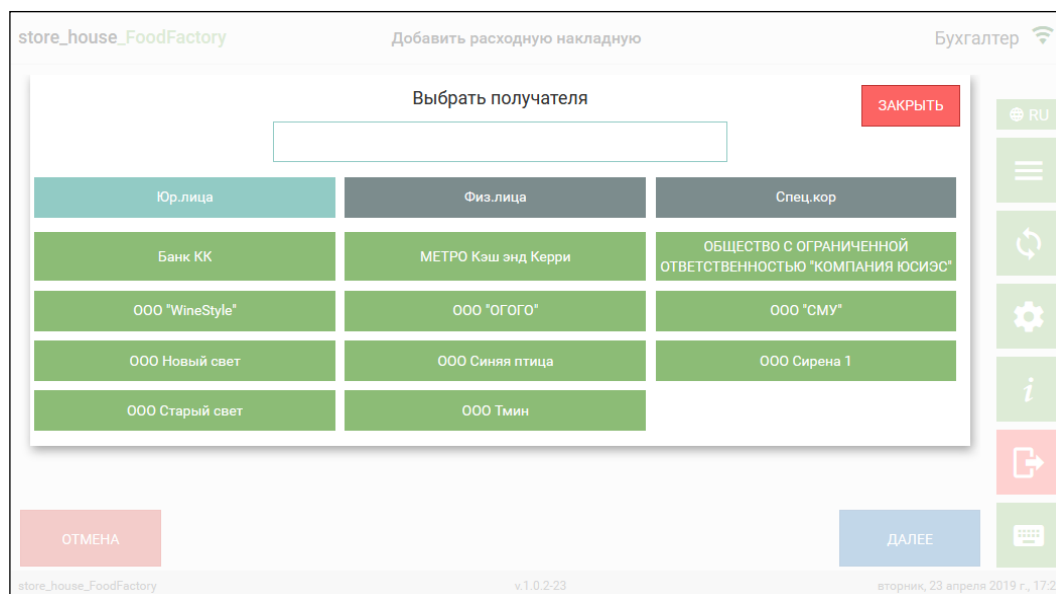 store_house_FoodFactory Добавить расходную накладную Бухгалтер
Выбрать получателя
ЗАКРЫТЬ
RU
Юр.лица Физ.лица Спец.кор
Банк КК МЕТРО Кэш энд Керри ОБЩЕСТВО С ОГРАНИЧЕННОЙ
ОТВЕТСТВЕННОСТЬЮ "КОМПАНИЯ ЮСИЭС"
ООО "WineStyle" ООО "ОГОГО" ООО "СМУ"
ООО Новый свет ООО Синяя птица ООО Сирена 1
ООО Старый свет ООО Тмин
i
ОТМЕНА ДАЛЕЕ
store_house_FoodFactory v.1.0.2-23 вторник, 23 апреля 2019 г., 17:2